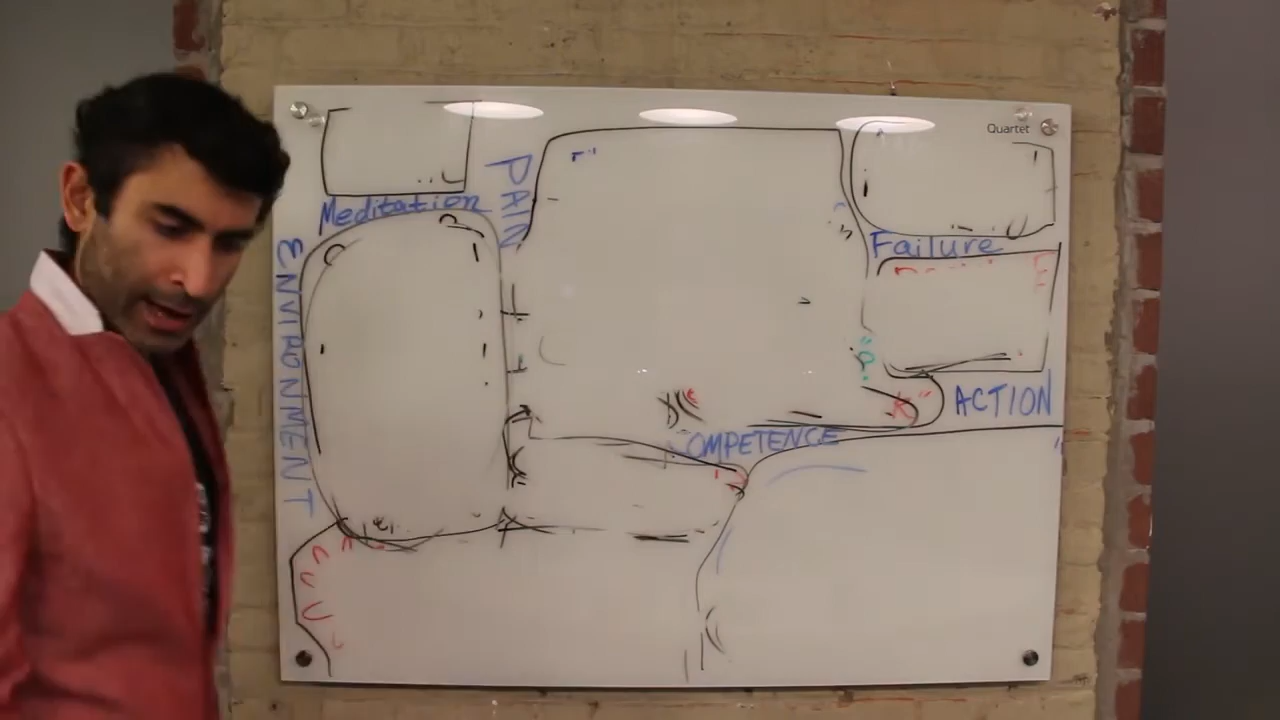 Quartet
PAIN
Meditation
ENVIRONMENT
Failure
ACTION
COMPETENCE